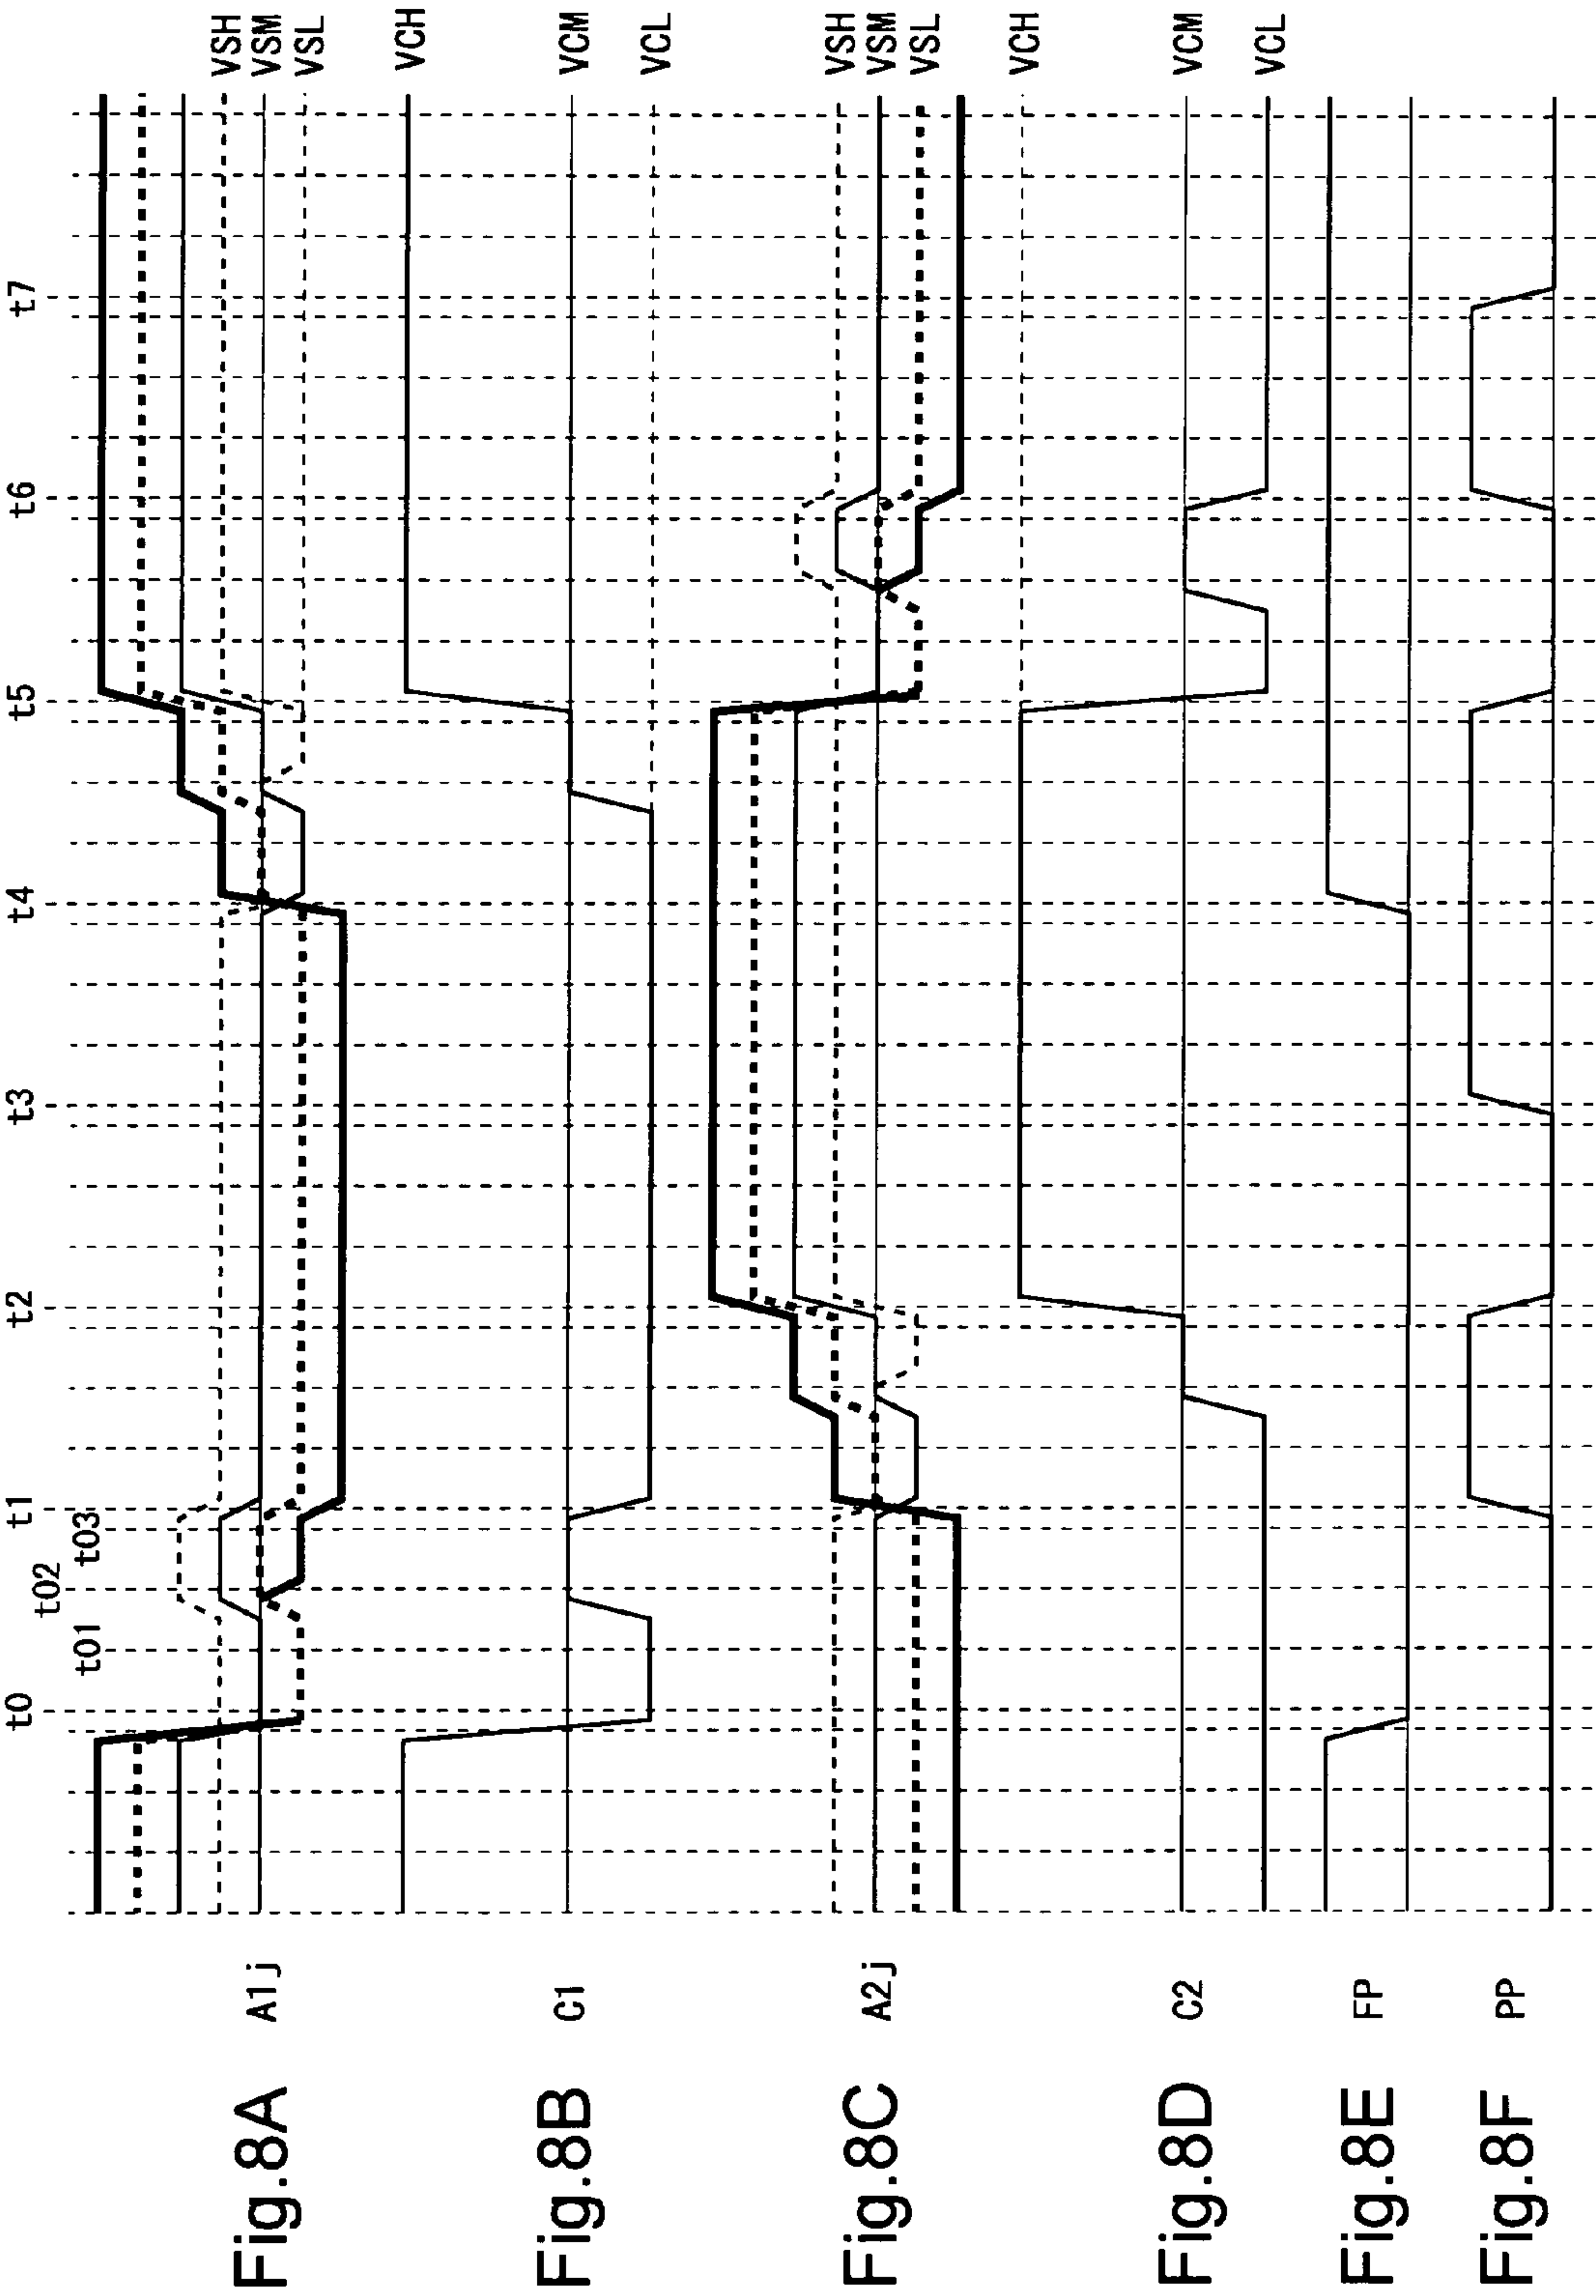 t0 t01 t02 t03 t1 t2 t3 t4 t5 t6 t7
Fig.8A A1j VSH
VSM
VSL
Fig.8B C1 VCH
VCM
VCL
Fig.8C A2j VSH
VSM
VSL
Fig.8D C2 VCH
VCM
VCL
Fig.8E FP
Fig.8F PP